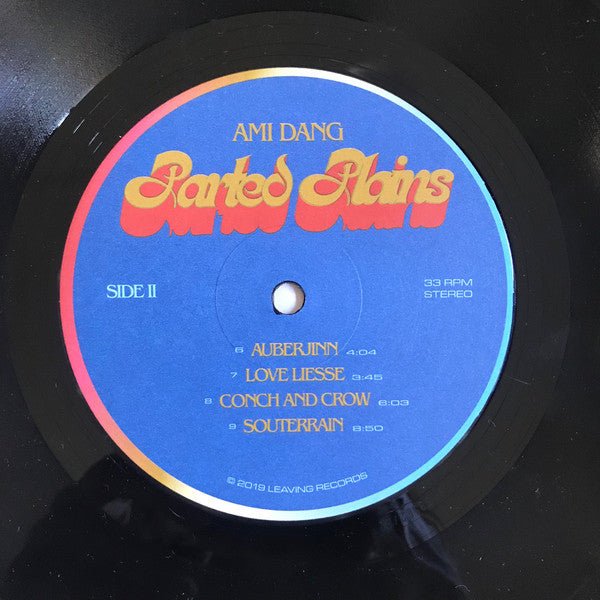 AMI DANG
Parted Plains
SIDE II
33 RPM
STEREO
6 AUBERJINN 4:04
7 LOVE LIESSE 3:45
8 CONCH AND CROW 6:03
9 SOUTERRAIN 8:50
© 2019 LEAVING RECORDS